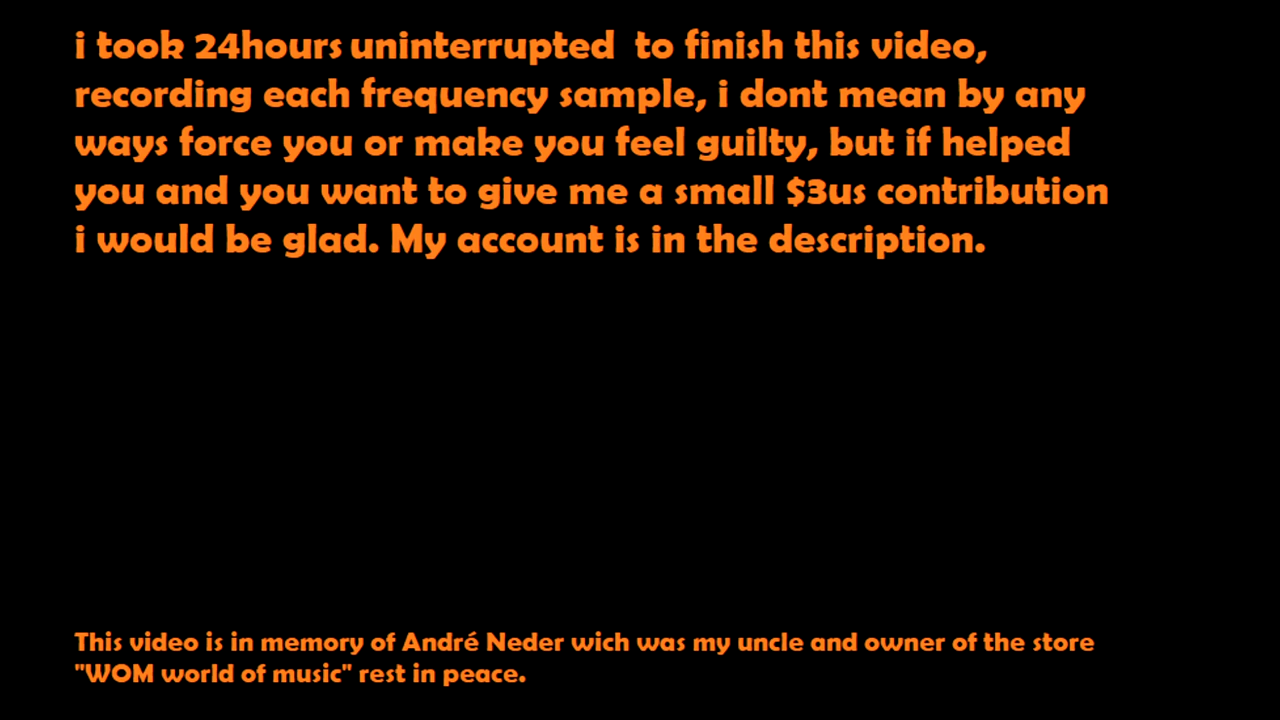 i took 24hours uninterrupted to finish this video,
recording each frequency sample, i dont mean by any
ways force you or make you feel guilty, but if helped
you and you want to give me a small $3us contribution
i would be glad. My account is in the description.
This video is in memory of André Neder wich was my uncle and owner of the store
"WOM world of music" rest in peace.